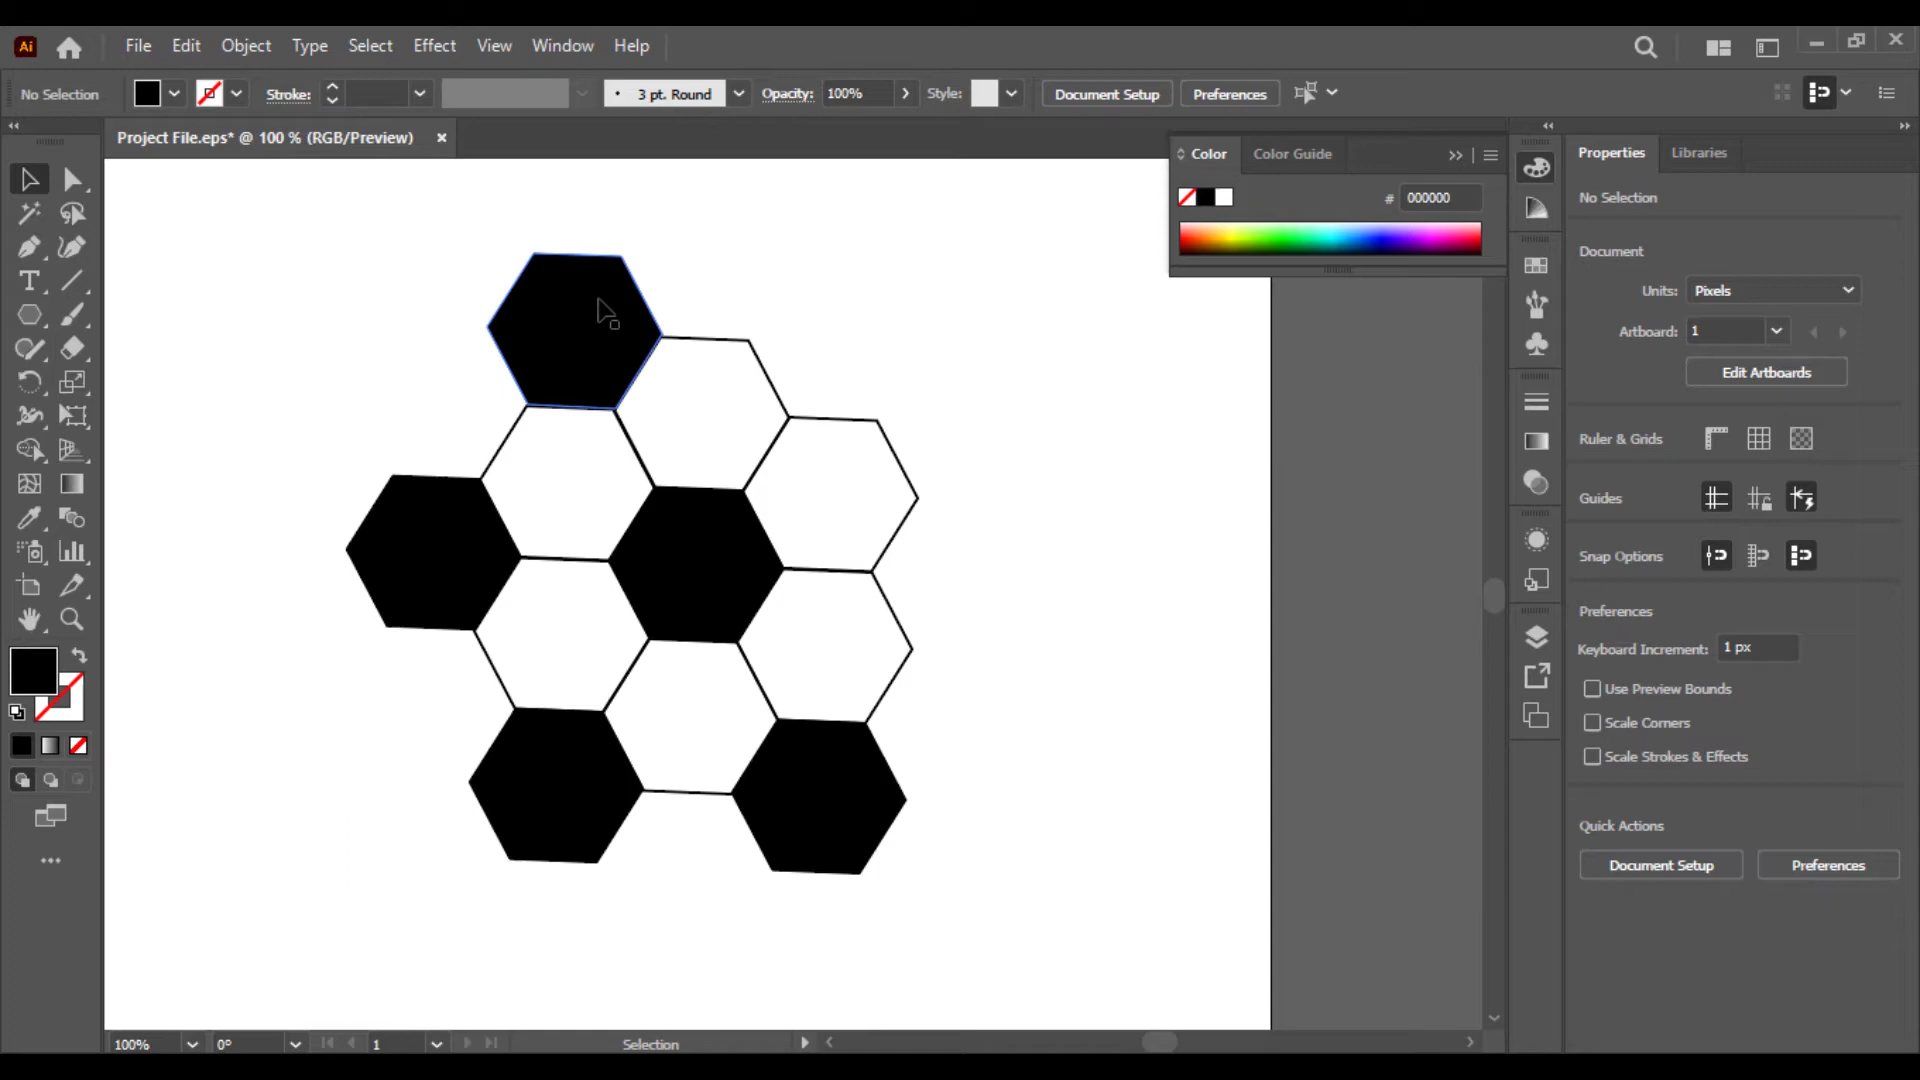 Ai File Edit Object Type Select Effect View Window Help
No Selection Stroke: 3 pt. Round Opacity: 100% Style: Document Setup Preferences
Project File.eps* @ 100 % (RGB/Preview)
Color Color Guide
# 000000
Properties Libraries
No Selection
Document
Units: Pixels
Artboard: 1
Edit Artboards
Ruler & Grids
Guides
Snap Options
Preferences
Keyboard Increment: 1 px
Use Preview Bounds
Scale Corners
Scale Strokes & Effects
Quick Actions
Document Setup Preferences
100% 0° 1 Selection